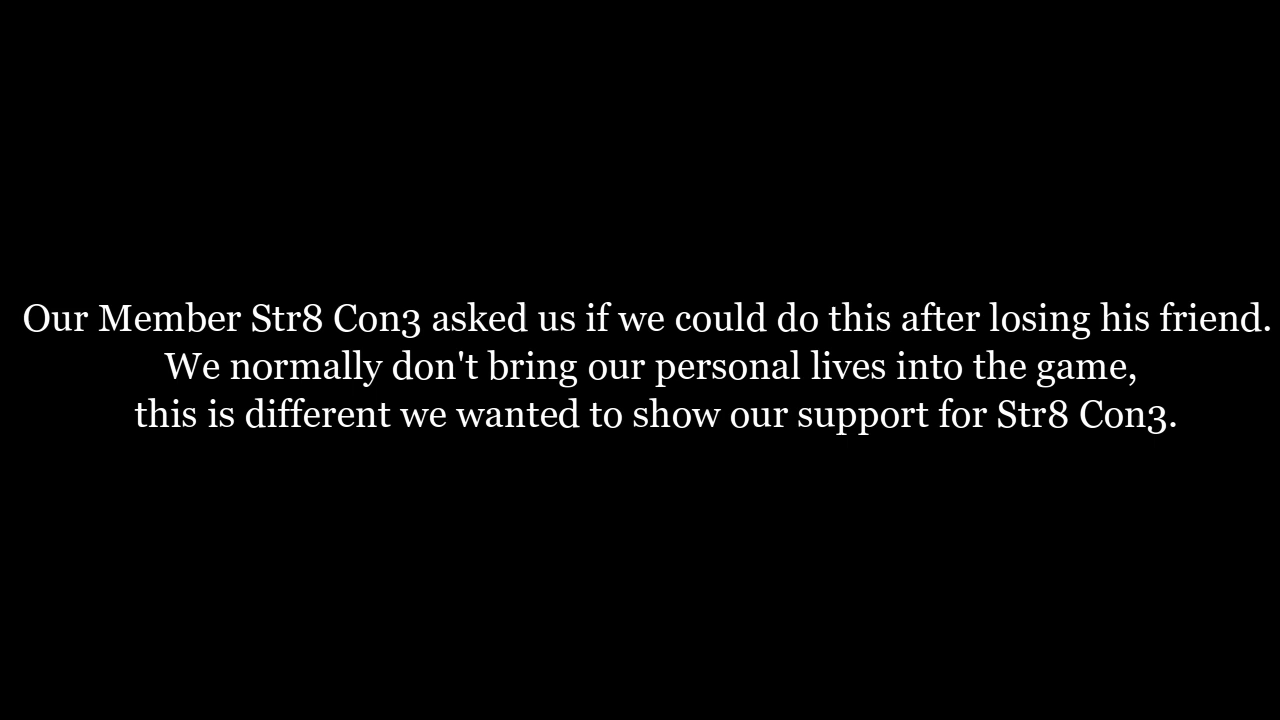 Our Member Str8 Con3 asked us if we could do this after losing his friend.
We normally don't bring our personal lives into the game,
this is different we wanted to show our support for Str8 Con3.